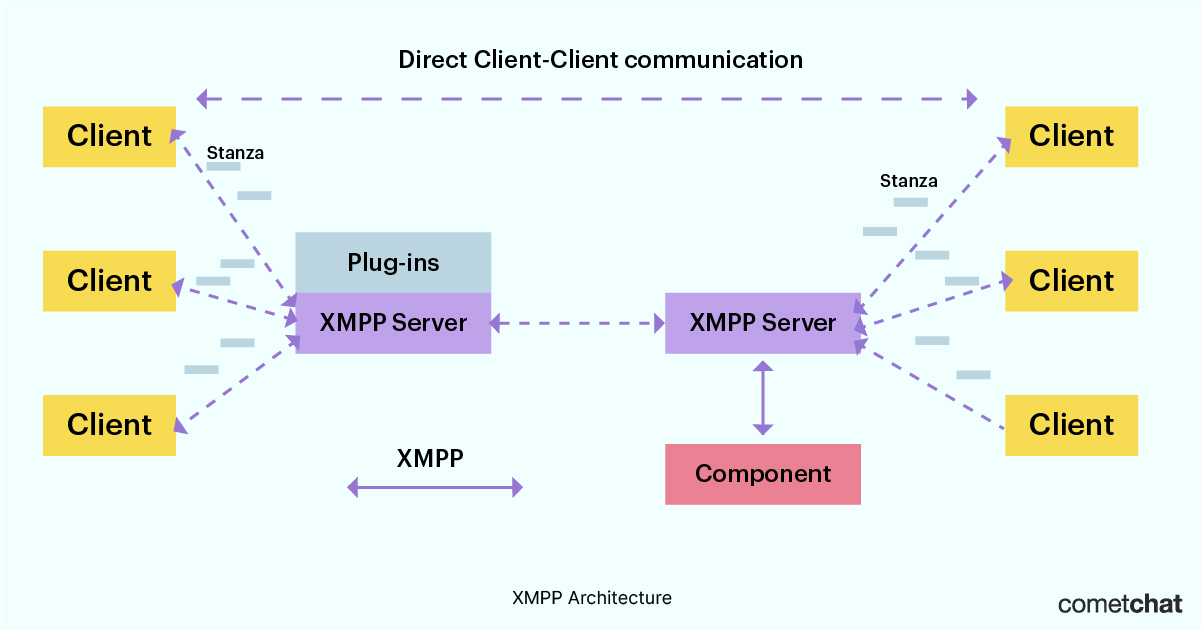 Direct Client-Client communication
Client
Client
Stanza
Stanza
Plug-ins
Client
Client
XMPP Server
XMPP Server
Client
Client
XMPP
Component
XMPP Architecture
cometchat